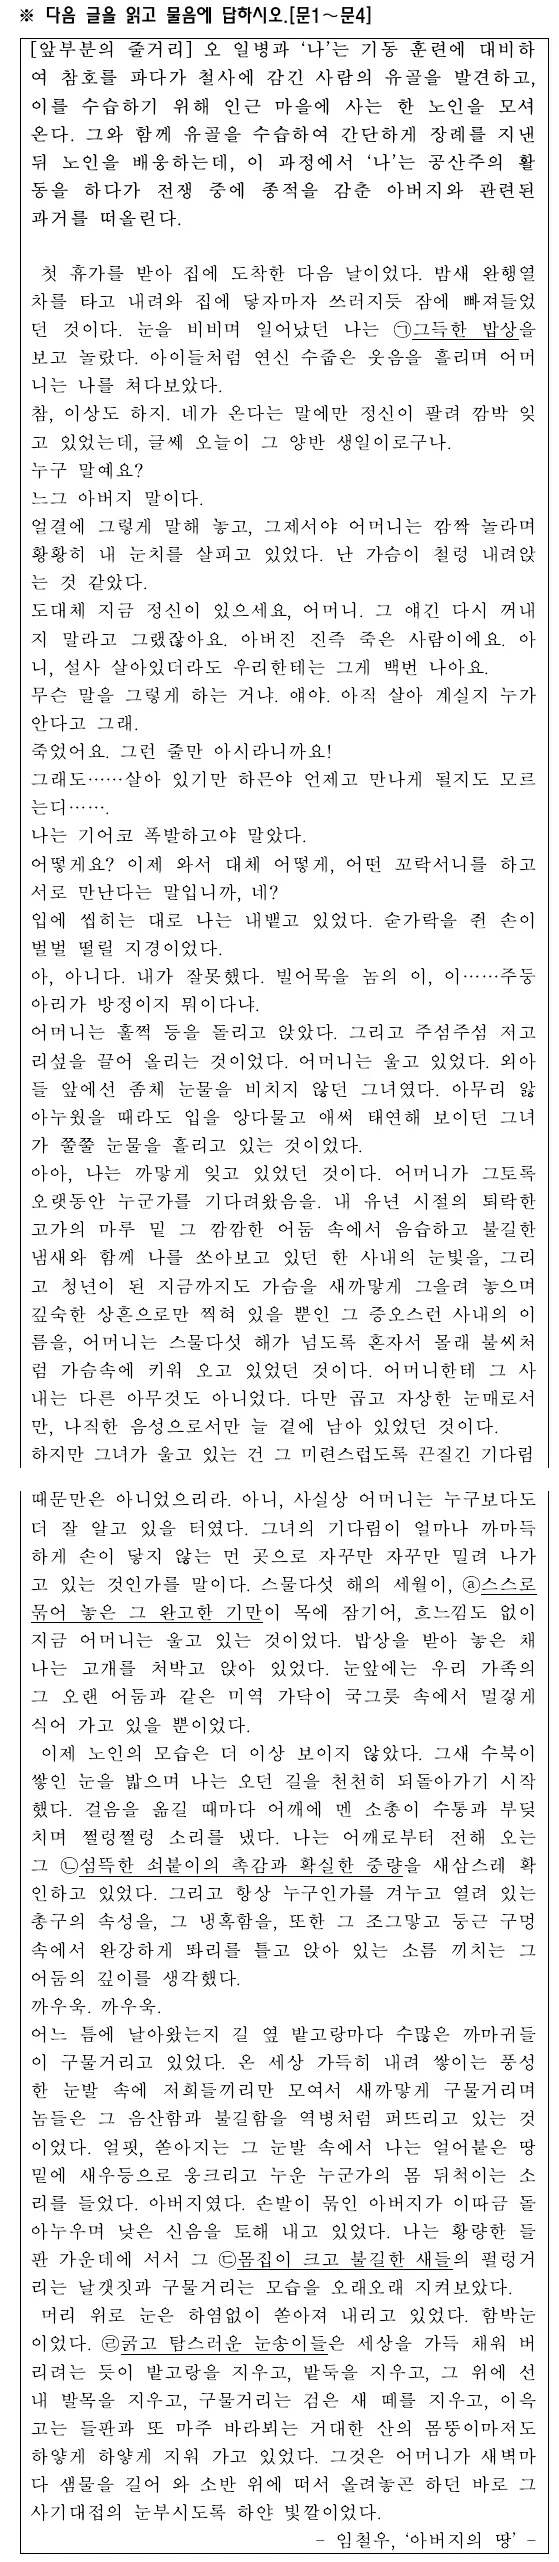 ※ 다음 글을 읽고 물음에 답하시오.[문1～문4]
[앞부분의 줄거리] 오 일병과 ‘나’는 기동 훈련에 대비하
여 참호를 파다가 철사에 감긴 사람의 유골을 발견하고,
이를 수습하기 위해 인근 마을에 사는 한 노인을 모셔
온다. 그와 함께 유골을 수습하여 간단하게 장례를 지낸
뒤 노인을 배웅하는데, 이 과정에서 ‘나’는 공산주의 활
동을 하다가 전쟁 중에 종적을 감춘 아버지와 관련된
과거를 떠올린다.
첫 휴가를 받아 집에 도착한 다음 날이었다. 밤새 완행열
차를 타고 내려와 집에 닿자마자 쓰러지듯 잠에 빠져들었
던 것이다. 눈을 비비며 일어났던 나는 ㉠그득한 밥상을
보고 놀랐다. 아이들처럼 연신 수줍은 웃음을 흘리며 어머
니는 나를 쳐다보았다.
참, 이상도 하지. 네가 온다는 말에만 정신이 팔려 깜박 잊
고 있었는데, 글쎄 오늘이 그 양반 생일이로구나.
누구 말예요?
느그 아버지 말이다.
얼결에 그렇게 말해 놓고, 그제서야 어머니는 깜짝 놀라며
황황히 내 눈치를 살피고 있었다. 난 가슴이 철렁 내려앉
는 것 같았다.
도대체 지금 정신이 있으세요, 어머니. 그 얘긴 다시 꺼내
지 말라고 그랬잖아요. 아버진 진즉 죽은 사람이에요. 아
니, 설사 살아있더라도 우리한테는 그게 백번 나아요.
무슨 말을 그렇게 하는 거냐. 얘야. 아직 살아 계실지 누가
안다고 그래.
죽었어요. 그런 줄만 아시라니까요!
그래도……살아 있기만 하믄야 언제고 만나게 될지도 모르
는디…….
나는 기어코 폭발하고야 말았다.
어떻게요? 이제 와서 대체 어떻게, 어떤 꼬락서니를 하고
서로 만난다는 말입니까, 네?
입에 씹히는 대로 나는 내뱉고 있었다. 숟가락을 쥔 손이
벌벌 떨릴 지경이었다.
아, 아니다. 내가 잘못했다. 빌어묵을 놈의 이, 이……주둥
아리가 방정이지 뭐이다냐.
어머니는 훌쩍 등을 돌리고 앉았다. 그리고 주섬주섬 저고
리섶을 끌어 올리는 것이었다. 어머니는 울고 있었다. 외아
들 앞에선 좀체 눈물을 비치지 않던 그녀였다. 아무리 앓
아누웠을 때라도 입을 앙다물고 애써 태연해 보이던 그녀
가 쭐쭐 눈물을 흘리고 있는 것이었다.
아아, 나는 까맣게 잊고 있었던 것이다. 어머니가 그토록
오랫동안 누군가를 기다려왔음을. 내 유년 시절의 퇴락한
고가의 마루 밑 그 깜깜한 어둠 속에서 음습하고 불길한
냄새와 함께 나를 쏘아보고 있던 한 사내의 눈빛을, 그리
고 청년이 된 지금까지도 가슴을 새까맣게 그을려 놓으며
깊숙한 상흔으로만 찍혀 있을 뿐인 그 증오스런 사내의 이
름을, 어머니는 스물다섯 해가 넘도록 혼자서 몰래 불씨처
럼 가슴속에 키워 오고 있었던 것이다. 어머니한테 그 사
내는 다른 아무것도 아니었다. 다만 곱고 자상한 눈매로서
만, 나직한 음성으로서만 늘 곁에 남아 있었던 것이다.
하지만 그녀가 울고 있는 건 그 미련스럽도록 끈질긴 기다림
때문만은 아니었으리라. 아니, 사실상 어머니는 누구보다도
더 잘 알고 있을 터였다. 그녀의 기다림이 얼마나 까마득
하게 손이 닿지 않는 먼 곳으로 자꾸만 자꾸만 밀려 나가
고 있는 것인가를 말이다. 스물다섯 해의 세월이, ⓐ스스로
묶어 놓은 그 완고한 기만이 목에 잠기어, 흐느낌도 없이
지금 어머니는 울고 있는 것이었다. 밥상을 받아 놓은 채
나는 고개를 처박고 앉아 있었다. 눈앞에는 우리 가족의
그 오랜 어둠과 같은 미역 가닥이 국그릇 속에서 멀겋게
식어 가고 있을 뿐이었다.
이제 노인의 모습은 더 이상 보이지 않았다. 그새 수북이
쌓인 눈을 밟으며 나는 오던 길을 천천히 되돌아가기 시작
했다. 걸음을 옮길 때마다 어깨에 멘 소총이 수통과 부딪
치며 쩔렁쩔렁 소리를 냈다. 나는 어깨로부터 전해 오는
그 ㉡섬뜩한 쇠붙이의 촉감과 확실한 중량을 새삼스레 확
인하고 있었다. 그리고 항상 누구인가를 겨누고 열려 있는
총구의 속성을, 그 냉혹함을, 또한 그 조그맣고 둥근 구멍
속에서 완강하게 똬리를 틀고 앉아 있는 소름 끼치는 그
어둠의 깊이를 생각했다.
까우욱. 까우욱.
어느 틈에 날아왔는지 길 옆 밭고랑마다 수많은 까마귀들
이 구물거리고 있었다. 온 세상 가득히 내려 쌓이는 풍성
한 눈발 속에 저희들끼리만 모여서 새까맣게 구물거리며
놈들은 그 음산함과 불길함을 역병처럼 퍼뜨리고 있는 것
이었다. 얼핏, 쏟아지는 그 눈발 속에서 나는 얼어붙은 땅
밑에 새우등으로 웅크리고 누운 누군가의 몸 뒤척이는 소
리를 들었다. 아버지였다. 손발이 묶인 아버지가 이따금 돌
아누우며 낮은 신음을 토해 내고 있었다. 나는 황량한 들
판 가운데에 서서 그 ㉢몸집이 크고 불길한 새들의 펄렁거
리는 날갯짓과 구물거리는 모습을 오래오래 지켜보았다.
머리 위로 눈은 하염없이 쏟아져 내리고 있었다. 함박눈
이었다. ㉣굵고 탐스러운 눈송이들은 세상을 가득 채워 버
리려는 듯이 밭고랑을 지우고, 밭둑을 지우고, 그 위에 선
내 발목을 지우고, 구물거리는 검은 새 떼를 지우고, 이윽
고는 들판과 또 마주 바라뵈는 거대한 산의 몸뚱이마저도
하얗게 하얗게 지워 가고 있었다. 그것은 어머니가 새벽마
다 샘물을 길어 와 소반 위에 떠서 올려놓곤 하던 바로 그
사기대접의 눈부시도록 하얀 빛깔이었다.
- 임철우, ‘아버지의 땅’ -